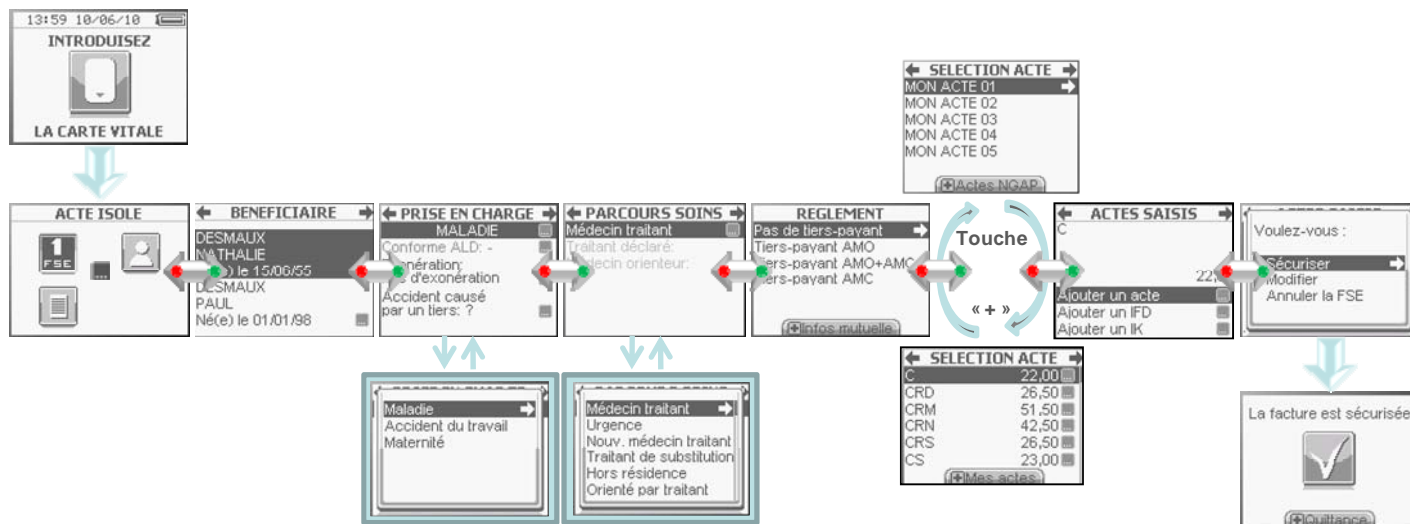 13:59 10/06/10
INTRODUISEZ
LA CARTE VITALE
ACTE ISOLE
1
FSE
BENEFICIAIRE
DESMAUX
NATHALIE
(e) le 15/06/55
DESMAUX
PAUL
Né(e) le 01/01/98
PRISE EN CHARGE
MALADIE
Conforme ALD: -
nération:
d'exonération
Accident causé
par un tiers: ?
Maladie
Accident du travail
Maternité
PARCOURS SOINS
Médecin traitant
Traitant déclaré:
decin orienteur:
Médecin traitant
Urgence
Nouv. médecin traitant
Traitant de substitution
Hors résidence
Orienté par traitant
REGLEMENT
Pas de tiers-payant
Tiers-payant AMO
iers-payant AMO+AMC
iers-payant AMC
+Infos mutuelle
SELECTION ACTE
MON ACTE 01
MON ACTE 02
MON ACTE 03
MON ACTE 04
MON ACTE 05
+Actes NGAP
Touche
« + »
SELECTION ACTE
C 22,00
CRD 26,50
CRM 51,50
CRN 42,50
CRS 26,50
CS 23,00
+Mes actes
ACTES SAISIS
C
22,
Ajouter un acte
Ajouter un IFD
Ajouter un IK
Voulez-vous :
Sécuriser
Modifier
Annuler la FSE
La facture est sécurisée
+Quittance